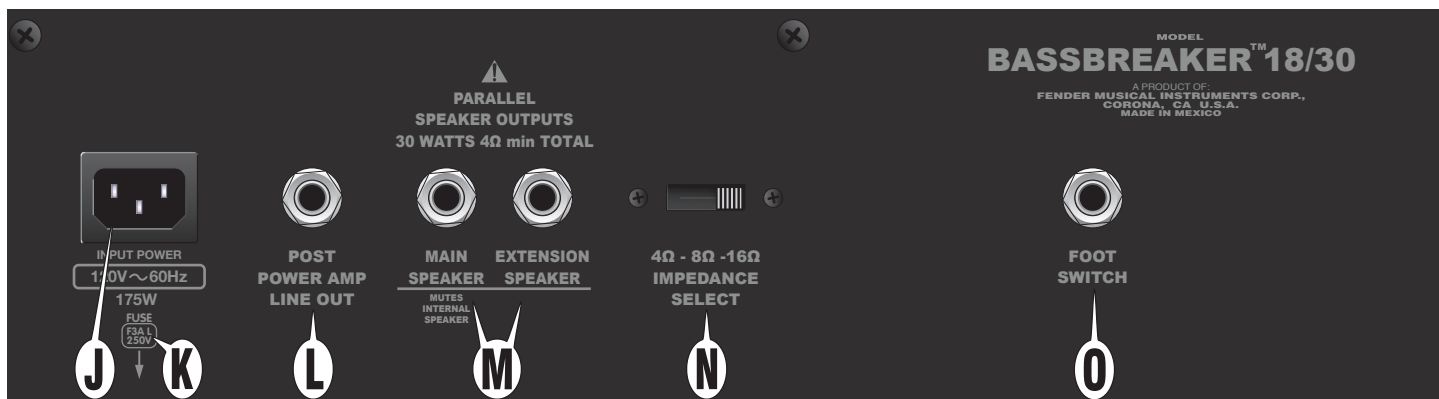 MODEL
BASSBREAKER™ 18/30
A PRODUCT OF:
FENDER MUSICAL INSTRUMENTS CORP.,
CORONA, CA U.S.A.
MADE IN MEXICO
PARALLEL
SPEAKER OUTPUTS
30 WATTS 4Ω min TOTAL
INPUT POWER
120V～60Hz
175W
FUSE
F3A L
250V
POST
POWER AMP
LINE OUT
MAIN
SPEAKER
MUTES
INTERNAL
SPEAKER
EXTENSION
SPEAKER
4Ω - 8Ω -16Ω
IMPEDANCE
SELECT
FOOT
SWITCH
J
K
L
M
N
O